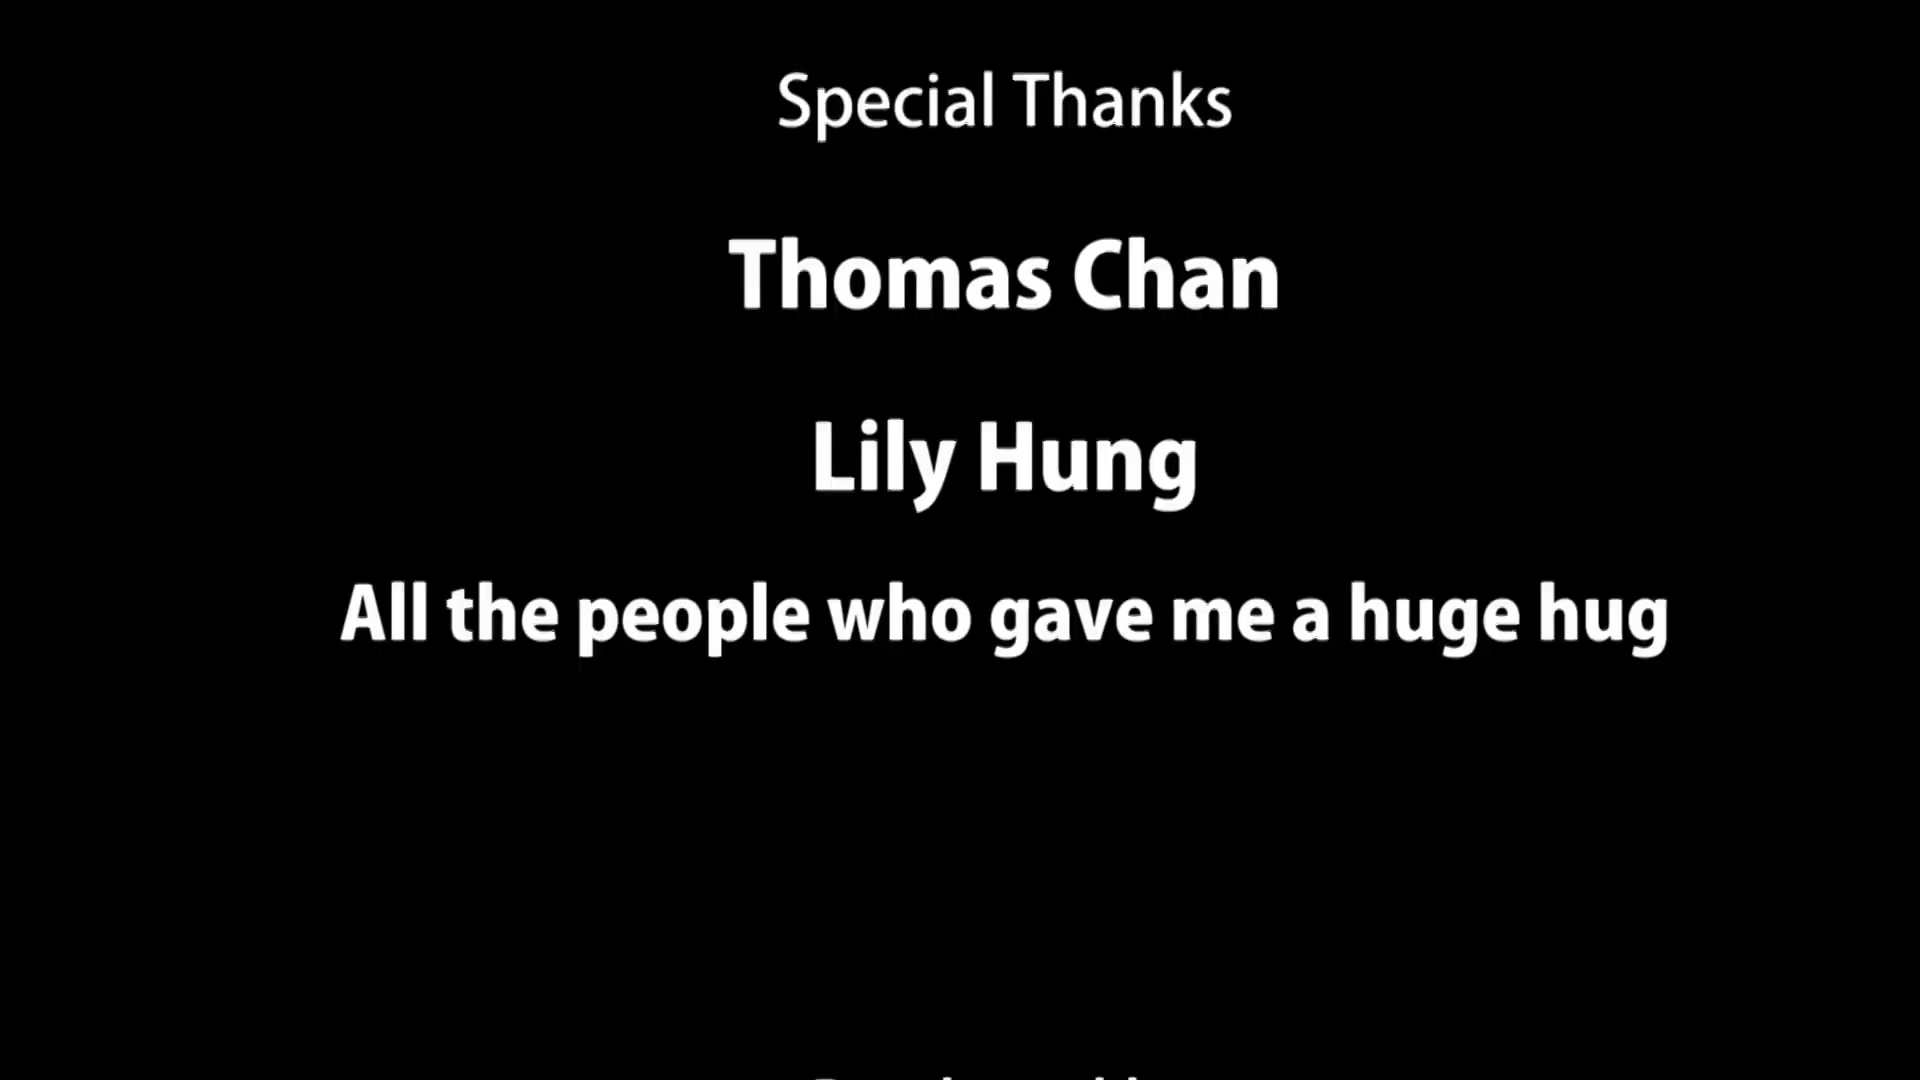 Special Thanks
Thomas Chan
Lily Hung
All the people who gave me a huge hug